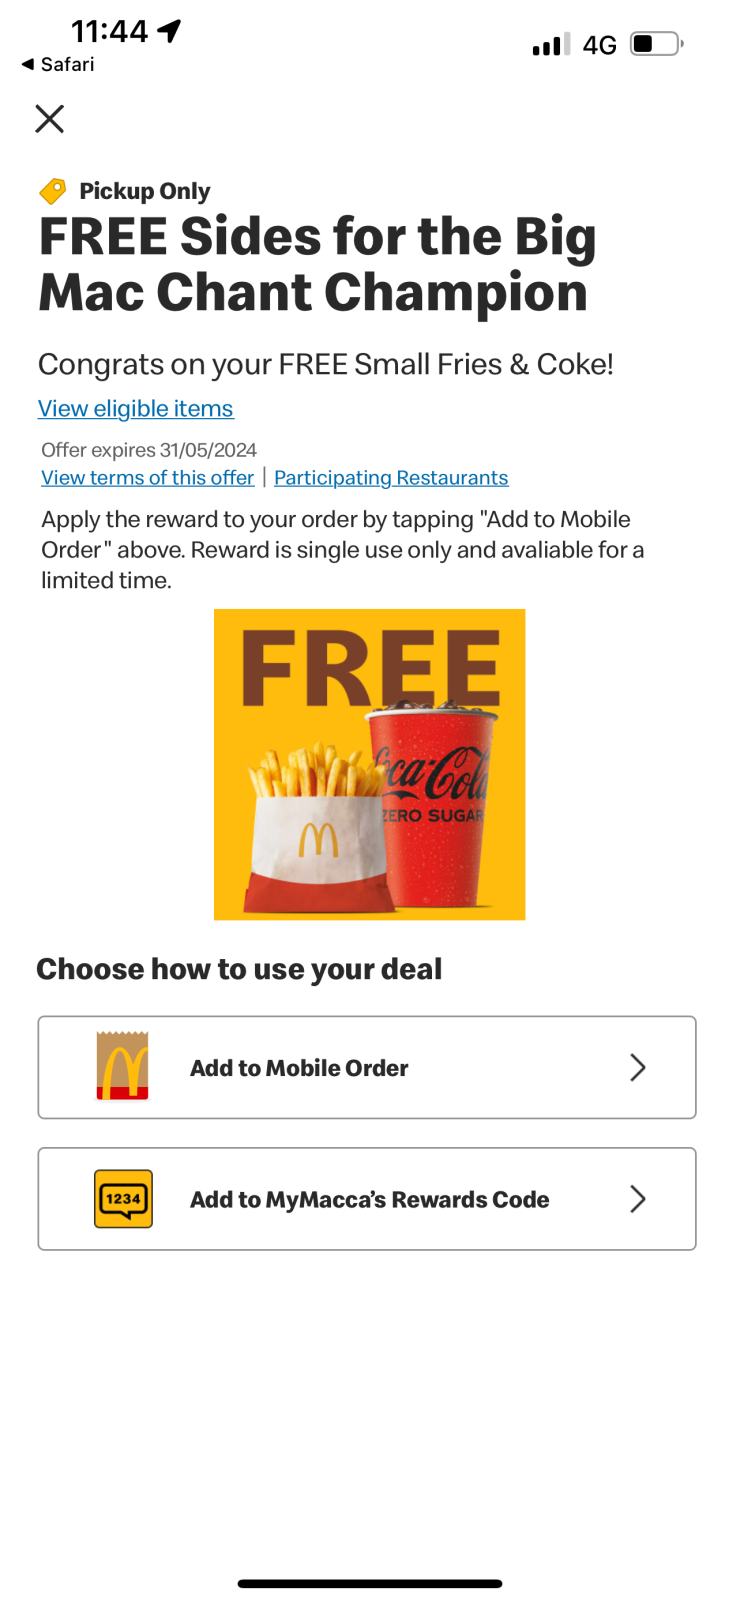 11:44
4G
Safari
Pickup Only
FREE Sides for the Big
Mac Chant Champion
Congrats on your FREE Small Fries & Coke!
View eligible items
Offer expires 31/05/2024
View terms of this offer | Participating Restaurants
Apply the reward to your order by tapping "Add to Mobile
Order" above. Reward is single use only and avaliable for a
limited time.
FREE
Coca-Cola
ZERO SUGAR
Choose how to use your deal
Add to Mobile Order
1234
Add to MyMacca's Rewards Code